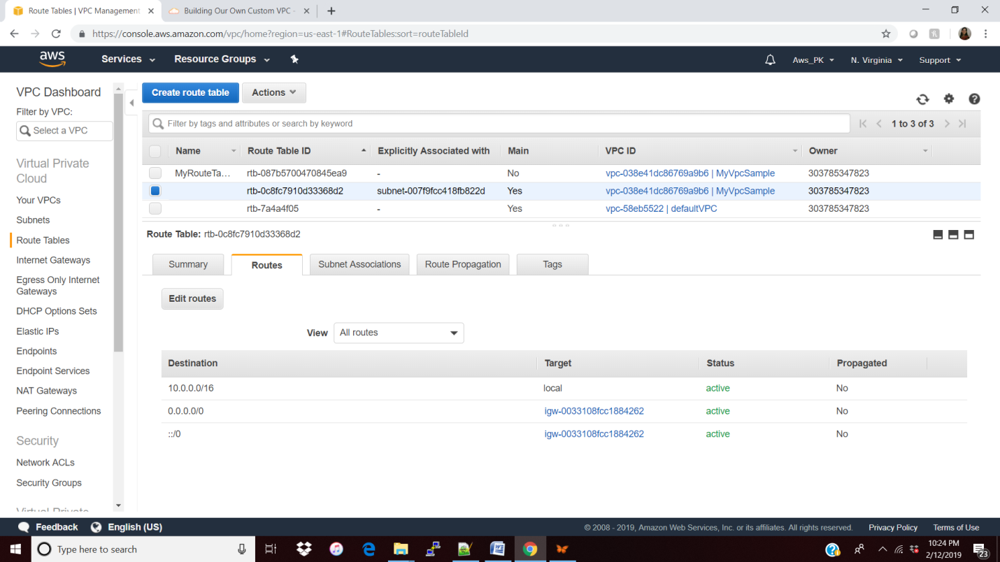 Route Tables | VPC Management
Building Our Own Custom VPC -
https://console.aws.amazon.com/vpc/home?region=us-east-1#RouteTables:sort=routeTableId
aws Services Resource Groups Aws_PK N. Virginia Support
VPC Dashboard
Filter by VPC:
Select a VPC
Virtual Private
Cloud
Your VPCs
Subnets
Route Tables
Internet Gateways
Egress Only Internet
Gateways
DHCP Options Sets
Elastic IPs
Endpoints
Endpoint Services
NAT Gateways
Peering Connections
Security
Network ACLs
Security Groups
Virtual Private
Create route table Actions
Filter by tags and attributes or search by keyword
1 to 3 of 3
Name Route Table ID Explicitly Associated with Main VPC ID Owner
MyRouteTa... rtb-087b5700470845ea9 - No vpc-038e41dc86769a9b6 | MyVpcSample 303785347823
rtb-0c8fc7910d33368d2 subnet-007f9fcc418fb822d Yes vpc-038e41dc86769a9b6 | MyVpcSample 303785347823
rtb-7a4a4f05 - Yes vpc-58eb5522 | defaultVPC 303785347823
Route Table: rtb-0c8fc7910d33368d2
Summary Routes Subnet Associations Route Propagation Tags
Edit routes
View All routes
Destination Target Status Propagated
10.0.0.0/16 local active No
0.0.0.0/0 igw-0033108fcc1884262 active No
::/0 igw-0033108fcc1884262 active No
Feedback English (US) © 2008 - 2019, Amazon Web Services, Inc. or its affiliates. All rights reserved. Privacy Policy Terms of Use
Type here to search
10:24 PM
2/12/2019
23